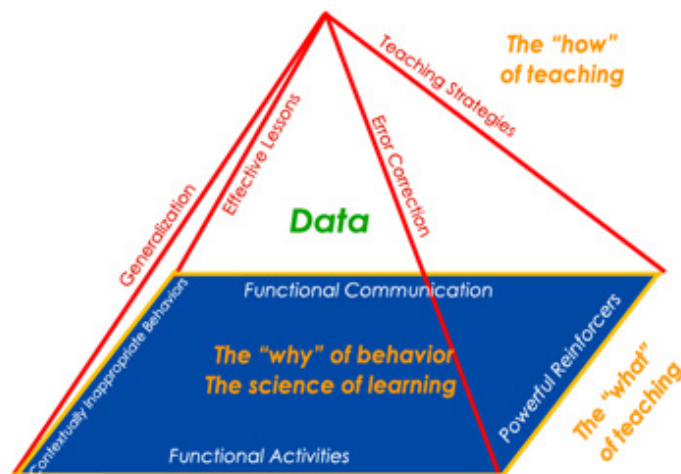 The "how"
of teaching
Teaching Strategies
Effective Lessons
Error Correction
Generalization
Data
Functional Communication
Contextually Inappropriate Behaviors
The "why" of behavior
The science of learning
Powerful Reinforcers
The "what"
of teaching
Functional Activities